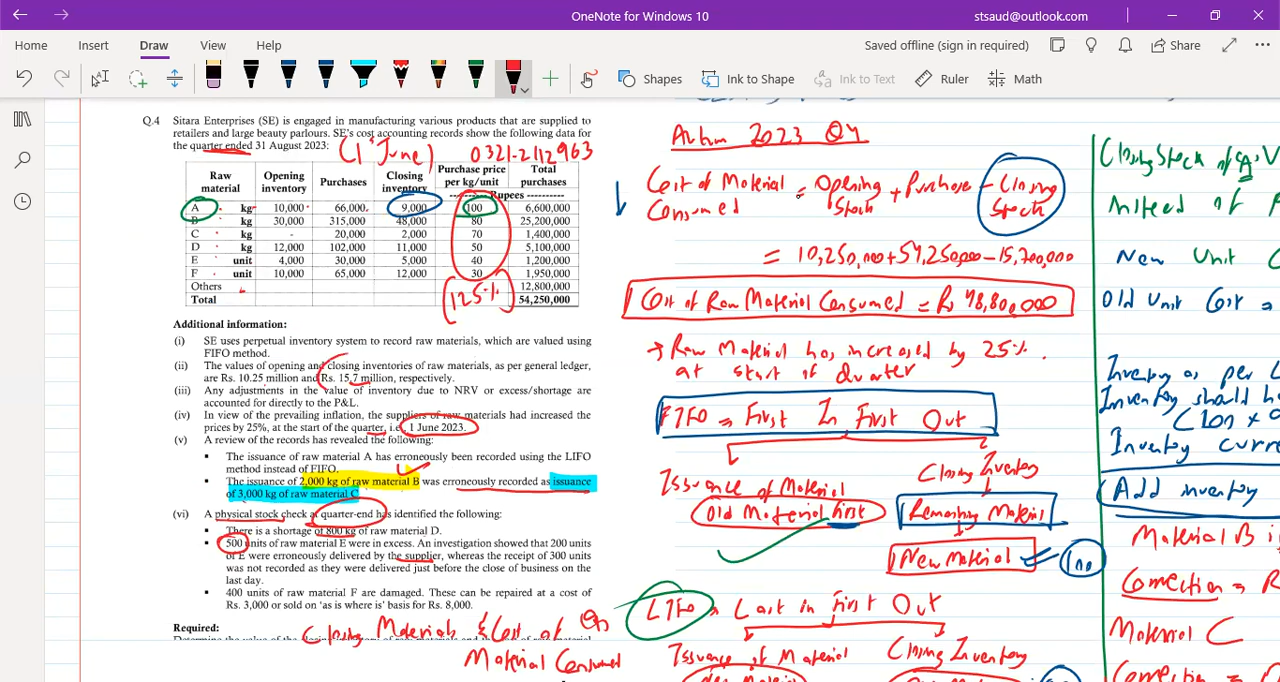 OneNote for Windows 10
stsaud@outlook.com
Home Insert Draw View Help
Saved offline (sign in required)
Share
Shapes
Ink to Shape
Ink to Text
Ruler
Math
Q.4 Sitara Enterprises (SE) is engaged in manufacturing various products that are supplied to
retailers and large beauty parlours. SE's cost accounting records show the following data for
the quarter ended 31 August 2023:
(1st June) 0321-2112963
Raw material Opening inventory Purchases Closing inventory Purchase price per kg/unit Total purchases
Rupees
A kg 10,000 66,000 9,000 100 6,600,000
B kg 30,000 315,000 48,000 80 25,200,000
C kg - 20,000 2,000 70 1,400,000
D kg 12,000 102,000 11,000 50 5,100,000
E unit 4,000 30,000 5,000 40 1,200,000
F unit 10,000 65,000 12,000 30 1,950,000
Others 12,800,000
Total 54,250,000
(125%)
Additional information:
(i) SE uses perpetual inventory system to record raw materials, which are valued using
FIFO method.
(ii) The values of opening and closing inventories of raw materials, as per general ledger,
are Rs. 10.25 million and Rs. 15.7 million, respectively.
(iii) Any adjustments in the value of inventory due to NRV or excess/shortage are
accounted for directly to the P&L.
(iv) In view of the prevailing inflation, the suppliers of raw materials had increased the
prices by 25%, at the start of the quarter, i.e. 1 June 2023.
(v) A review of the records has revealed the following:
▪ The issuance of raw material A has erroneously been recorded using the LIFO
method instead of FIFO.
▪ The issuance of 2,000 kg of raw material B was erroneously recorded as issuance
of 3,000 kg of raw material C.
(vi) A physical stock check at quarter-end has identified the following:
▪ There is a shortage of 800 kg of raw material D.
▪ 500 units of raw material E were in excess. An investigation showed that 200 units
of E were erroneously delivered by the supplier, whereas the receipt of 300 units
was not recorded as they were delivered just before the close of business on the
last day.
▪ 400 units of raw material F are damaged. These can be repaired at a cost of
Rs. 3,000 or sold on 'as is where is' basis for Rs. 8,000.
Required:
Closing Materials & Cost of
Material Consumed
Autum 2023 Q4
Cost of Material Consumed = Opening Stock + Purchase - Closing Stock
= 10,250,000 + 54,250,000 - 15,700,000
Cost of Raw Material Consumed = Rs 48,800,000
→ Raw Material has increased by 25%.
at start of quarter
FIFO = First In First Out
Issuance of Material
Old Material First
Closing Inventory
Remaining Material
New Material
LIFO = Last in First Out
Issuance of Material
Closing Inventory
Closing Stock of A,
Instead of
New Unit
Old Unit Cost =
Inventory as per
Inventory should
(100 x
Inventory curre
Add inventory
Material B
Correction =
Material C